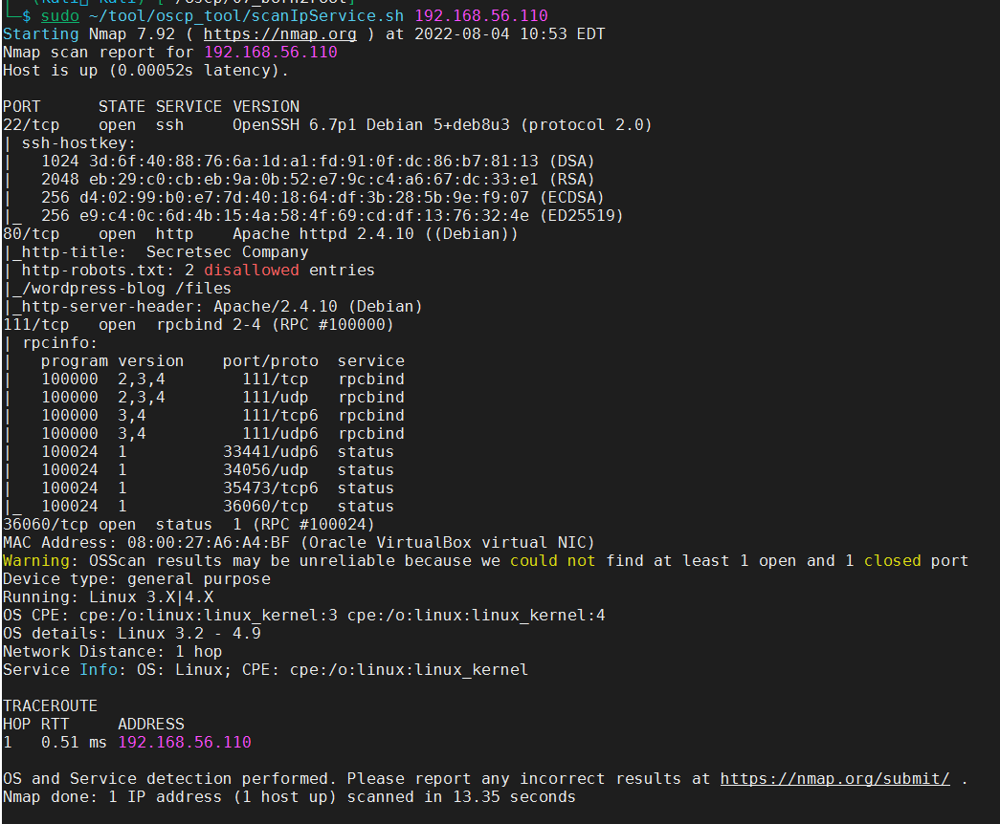 └─$ sudo ~/tool/oscp_tool/scanIpService.sh 192.168.56.110
Starting Nmap 7.92 ( https://nmap.org ) at 2022-08-04 10:53 EDT
Nmap scan report for 192.168.56.110
Host is up (0.00052s latency).

PORT      STATE SERVICE VERSION
22/tcp    open  ssh     OpenSSH 6.7p1 Debian 5+deb8u3 (protocol 2.0)
| ssh-hostkey:
|   1024 3d:6f:40:88:76:6a:1d:a1:fd:91:0f:dc:86:b7:81:13 (DSA)
|   2048 eb:29:c0:cb:eb:9a:0b:52:e7:9c:c4:a6:67:dc:33:e1 (RSA)
|   256 d4:02:99:b0:e7:7d:40:18:64:df:3b:28:5b:9e:f9:07 (ECDSA)
|_  256 e9:c4:0c:6d:4b:15:4a:58:4f:69:cd:df:13:76:32:4e (ED25519)
80/tcp    open  http    Apache httpd 2.4.10 ((Debian))
|_http-title:  Secretsec Company
| http-robots.txt: 2 disallowed entries
|_/wordpress-blog /files
|_http-server-header: Apache/2.4.10 (Debian)
111/tcp   open  rpcbind 2-4 (RPC #100000)
| rpcinfo:
|   program version    port/proto  service
|   100000  2,3,4        111/tcp   rpcbind
|   100000  2,3,4        111/udp   rpcbind
|   100000  3,4          111/tcp6  rpcbind
|   100000  3,4          111/udp6  rpcbind
|   100024  1          33441/udp6  status
|   100024  1          34056/udp   status
|   100024  1          35473/tcp6  status
|_  100024  1          36060/tcp   status
36060/tcp open  status  1 (RPC #100024)
MAC Address: 08:00:27:A6:A4:BF (Oracle VirtualBox virtual NIC)
Warning: OSScan results may be unreliable because we could not find at least 1 open and 1 closed port
Device type: general purpose
Running: Linux 3.X|4.X
OS CPE: cpe:/o:linux:linux_kernel:3 cpe:/o:linux:linux_kernel:4
OS details: Linux 3.2 - 4.9
Network Distance: 1 hop
Service Info: OS: Linux; CPE: cpe:/o:linux:linux_kernel

TRACEROUTE
HOP RTT     ADDRESS
1   0.51 ms 192.168.56.110

OS and Service detection performed. Please report any incorrect results at https://nmap.org/submit/ .
Nmap done: 1 IP address (1 host up) scanned in 13.35 seconds